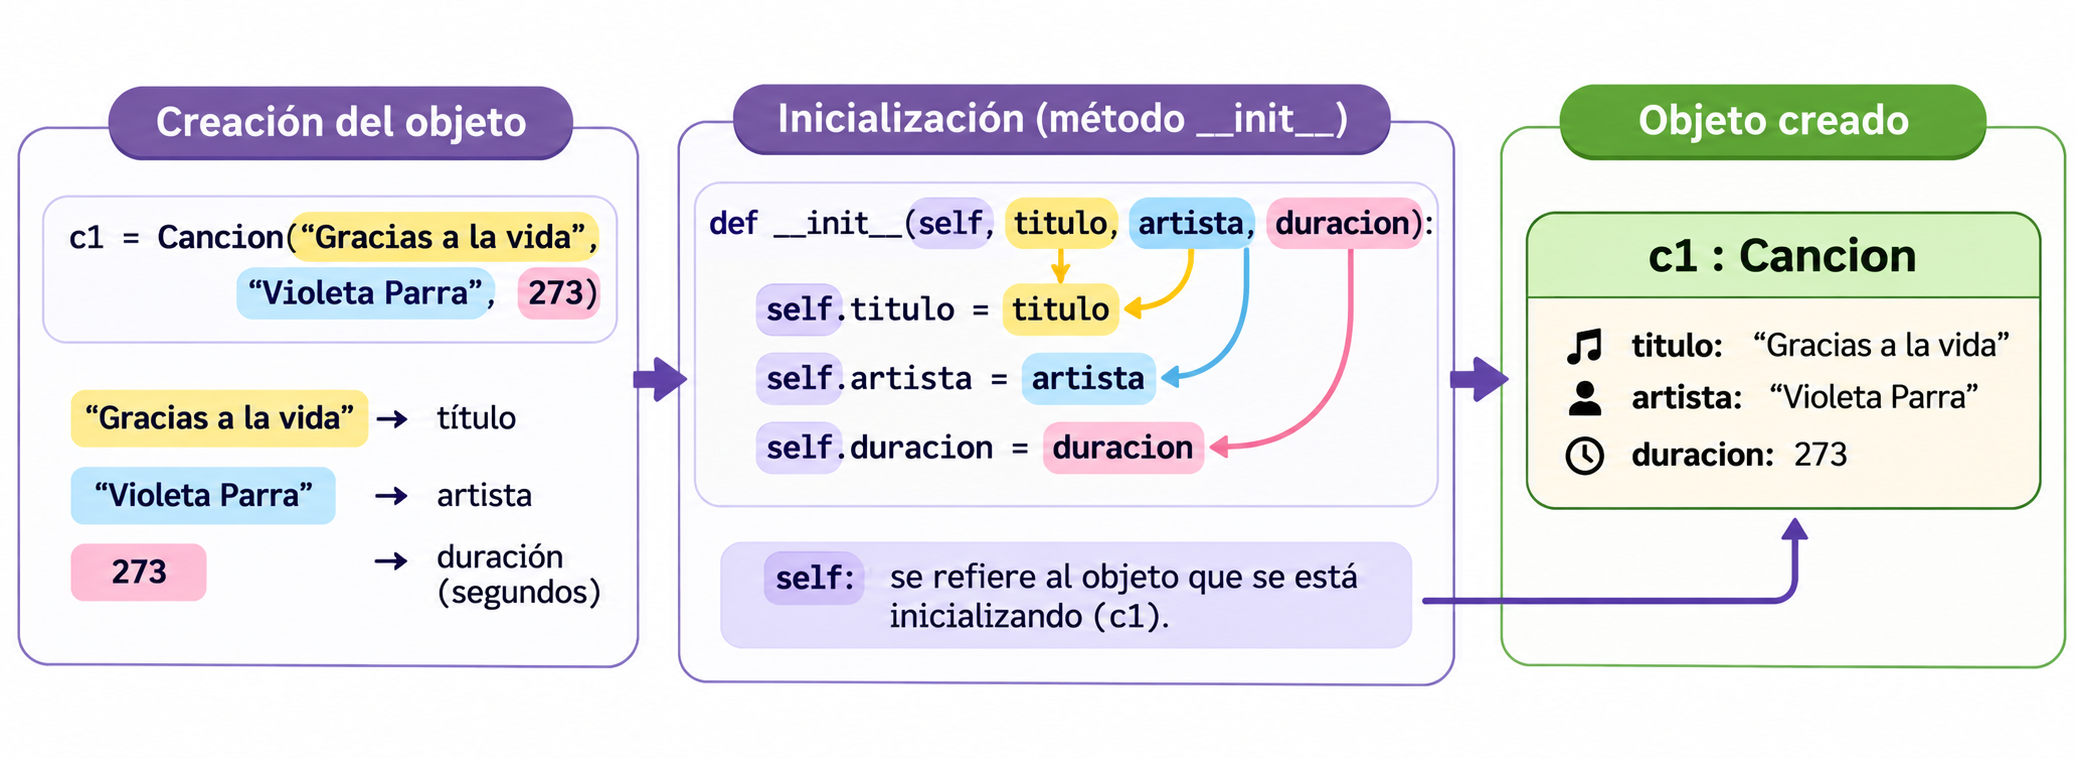 Creación del objeto
c1 = Cancion(“Gracias a la vida”,
“Violeta Parra”, 273)
“Gracias a la vida” → título
“Violeta Parra” → artista
273 → duración
(segundos)
Inicialización (método __init__)
def __init__(self, titulo, artista, duracion):
self.titulo = titulo
self.artista = artista
self.duracion = duracion
self: se refiere al objeto que se está
inicializando (c1).
Objeto creado
c1 : Cancion
titulo: “Gracias a la vida”
artista: “Violeta Parra”
duracion: 273